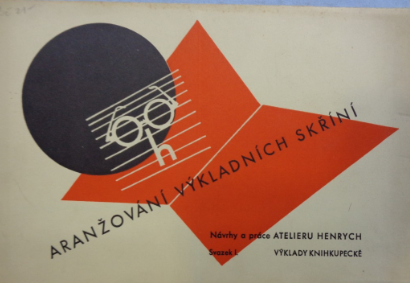 h
ARANŽOVÁNÍ VÝKLADNÍCH SKŘÍNÍ
Návrhy a práce ATELIERU HENRYCH
Svazek I. VÝKLADY KNIHKUPECKÉ